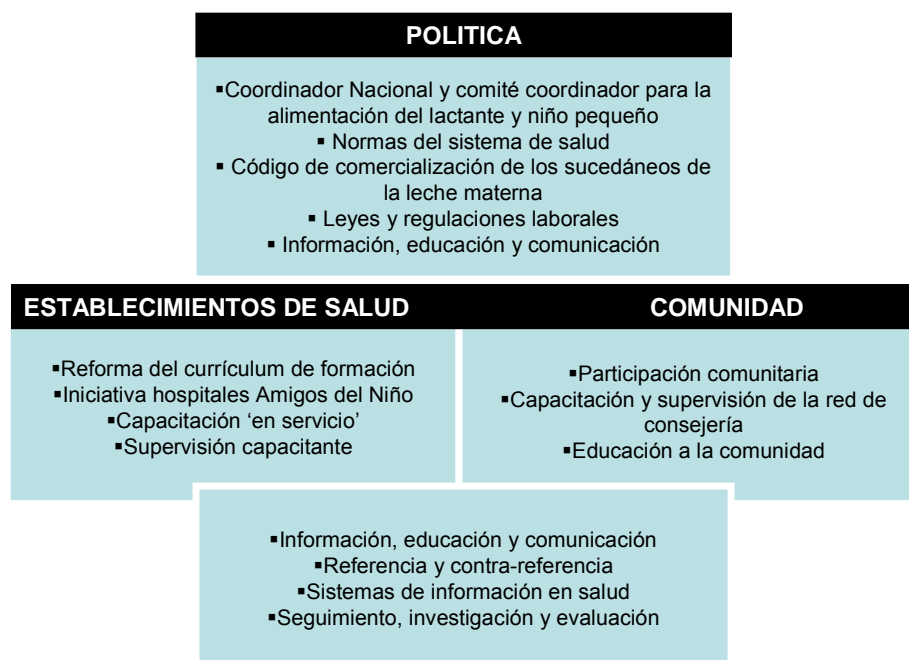 POLITICA
▪Coordinador Nacional y comité coordinador para la
alimentación del lactante y niño pequeño
▪ Normas del sistema de salud
▪ Código de comercialización de los sucedáneos de
la leche materna
▪ Leyes y regulaciones laborales
▪ Información, educación y comunicación
ESTABLECIMIENTOS DE SALUD
▪Reforma del currículum de formación
▪Iniciativa hospitales Amigos del Niño
▪Capacitación ‘en servicio’
▪Supervisión capacitante
COMUNIDAD
▪Participación comunitaria
▪Capacitación y supervisión de la red de
consejería
▪Educación a la comunidad
▪Información, educación y comunicación
▪Referencia y contra-referencia
▪Sistemas de información en salud
▪Seguimiento, investigación y evaluación